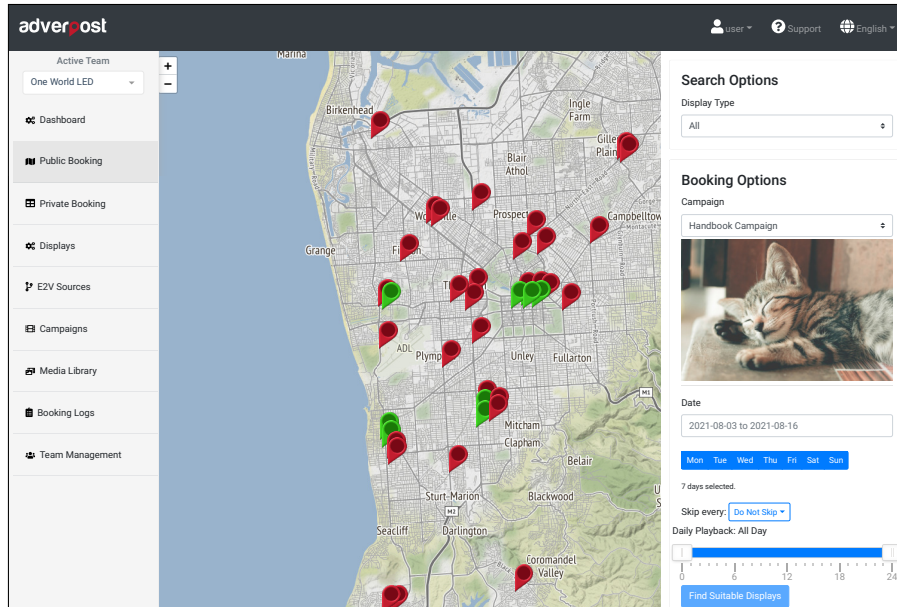 adverpost
user
Support
English
Active Team
One World LED
Dashboard
Public Booking
Private Booking
Displays
E2V Sources
Campaigns
Media Library
Booking Logs
Team Management
+
−
Marina
Birkenhead
Ingle
Farm
Gilles
Plains
Blair
Athol
Prospect
Campbelltown
Grange
ADL
Unley
Fullarton
M1
Mitcham
Clapham
Belair
Sturt-Marion
Blackwood
M2
Seacliff
Darlington
Coromandel
Valley
Search Options
Display Type
All
Booking Options
Campaign
Handbook Campaign
Date
2021-08-03 to 2021-08-16
Mon Tue Wed Thu Fri Sat Sun
7 days selected.
Skip every: Do Not Skip
Daily Playback: All Day
0 6 12 18 24
Find Suitable Displays